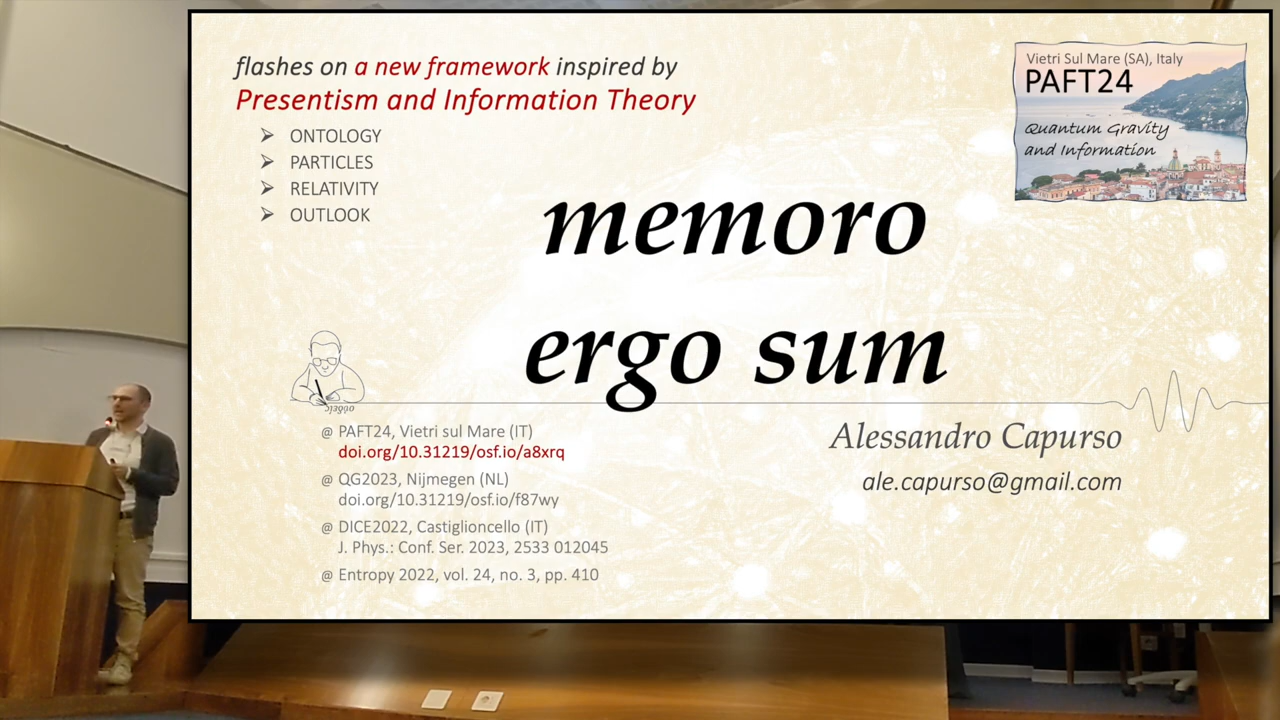 flashes on a new framework inspired by
Presentism and Information Theory
➢ ONTOLOGY
➢ PARTICLES
➢ RELATIVITY
➢ OUTLOOK
Vietri Sul Mare (SA), Italy
PAFT24
Quantum Gravity
and Information
memoro
ergo sum
οὐδείς
@ PAFT24, Vietri sul Mare (IT)
doi.org/10.31219/osf.io/a8xrq
@ QG2023, Nijmegen (NL)
doi.org/10.31219/osf.io/f87wy
@ DICE2022, Castiglioncello (IT)
J. Phys.: Conf. Ser. 2023, 2533 012045
@ Entropy 2022, vol. 24, no. 3, pp. 410
Alessandro Capurso
ale.capurso@gmail.com